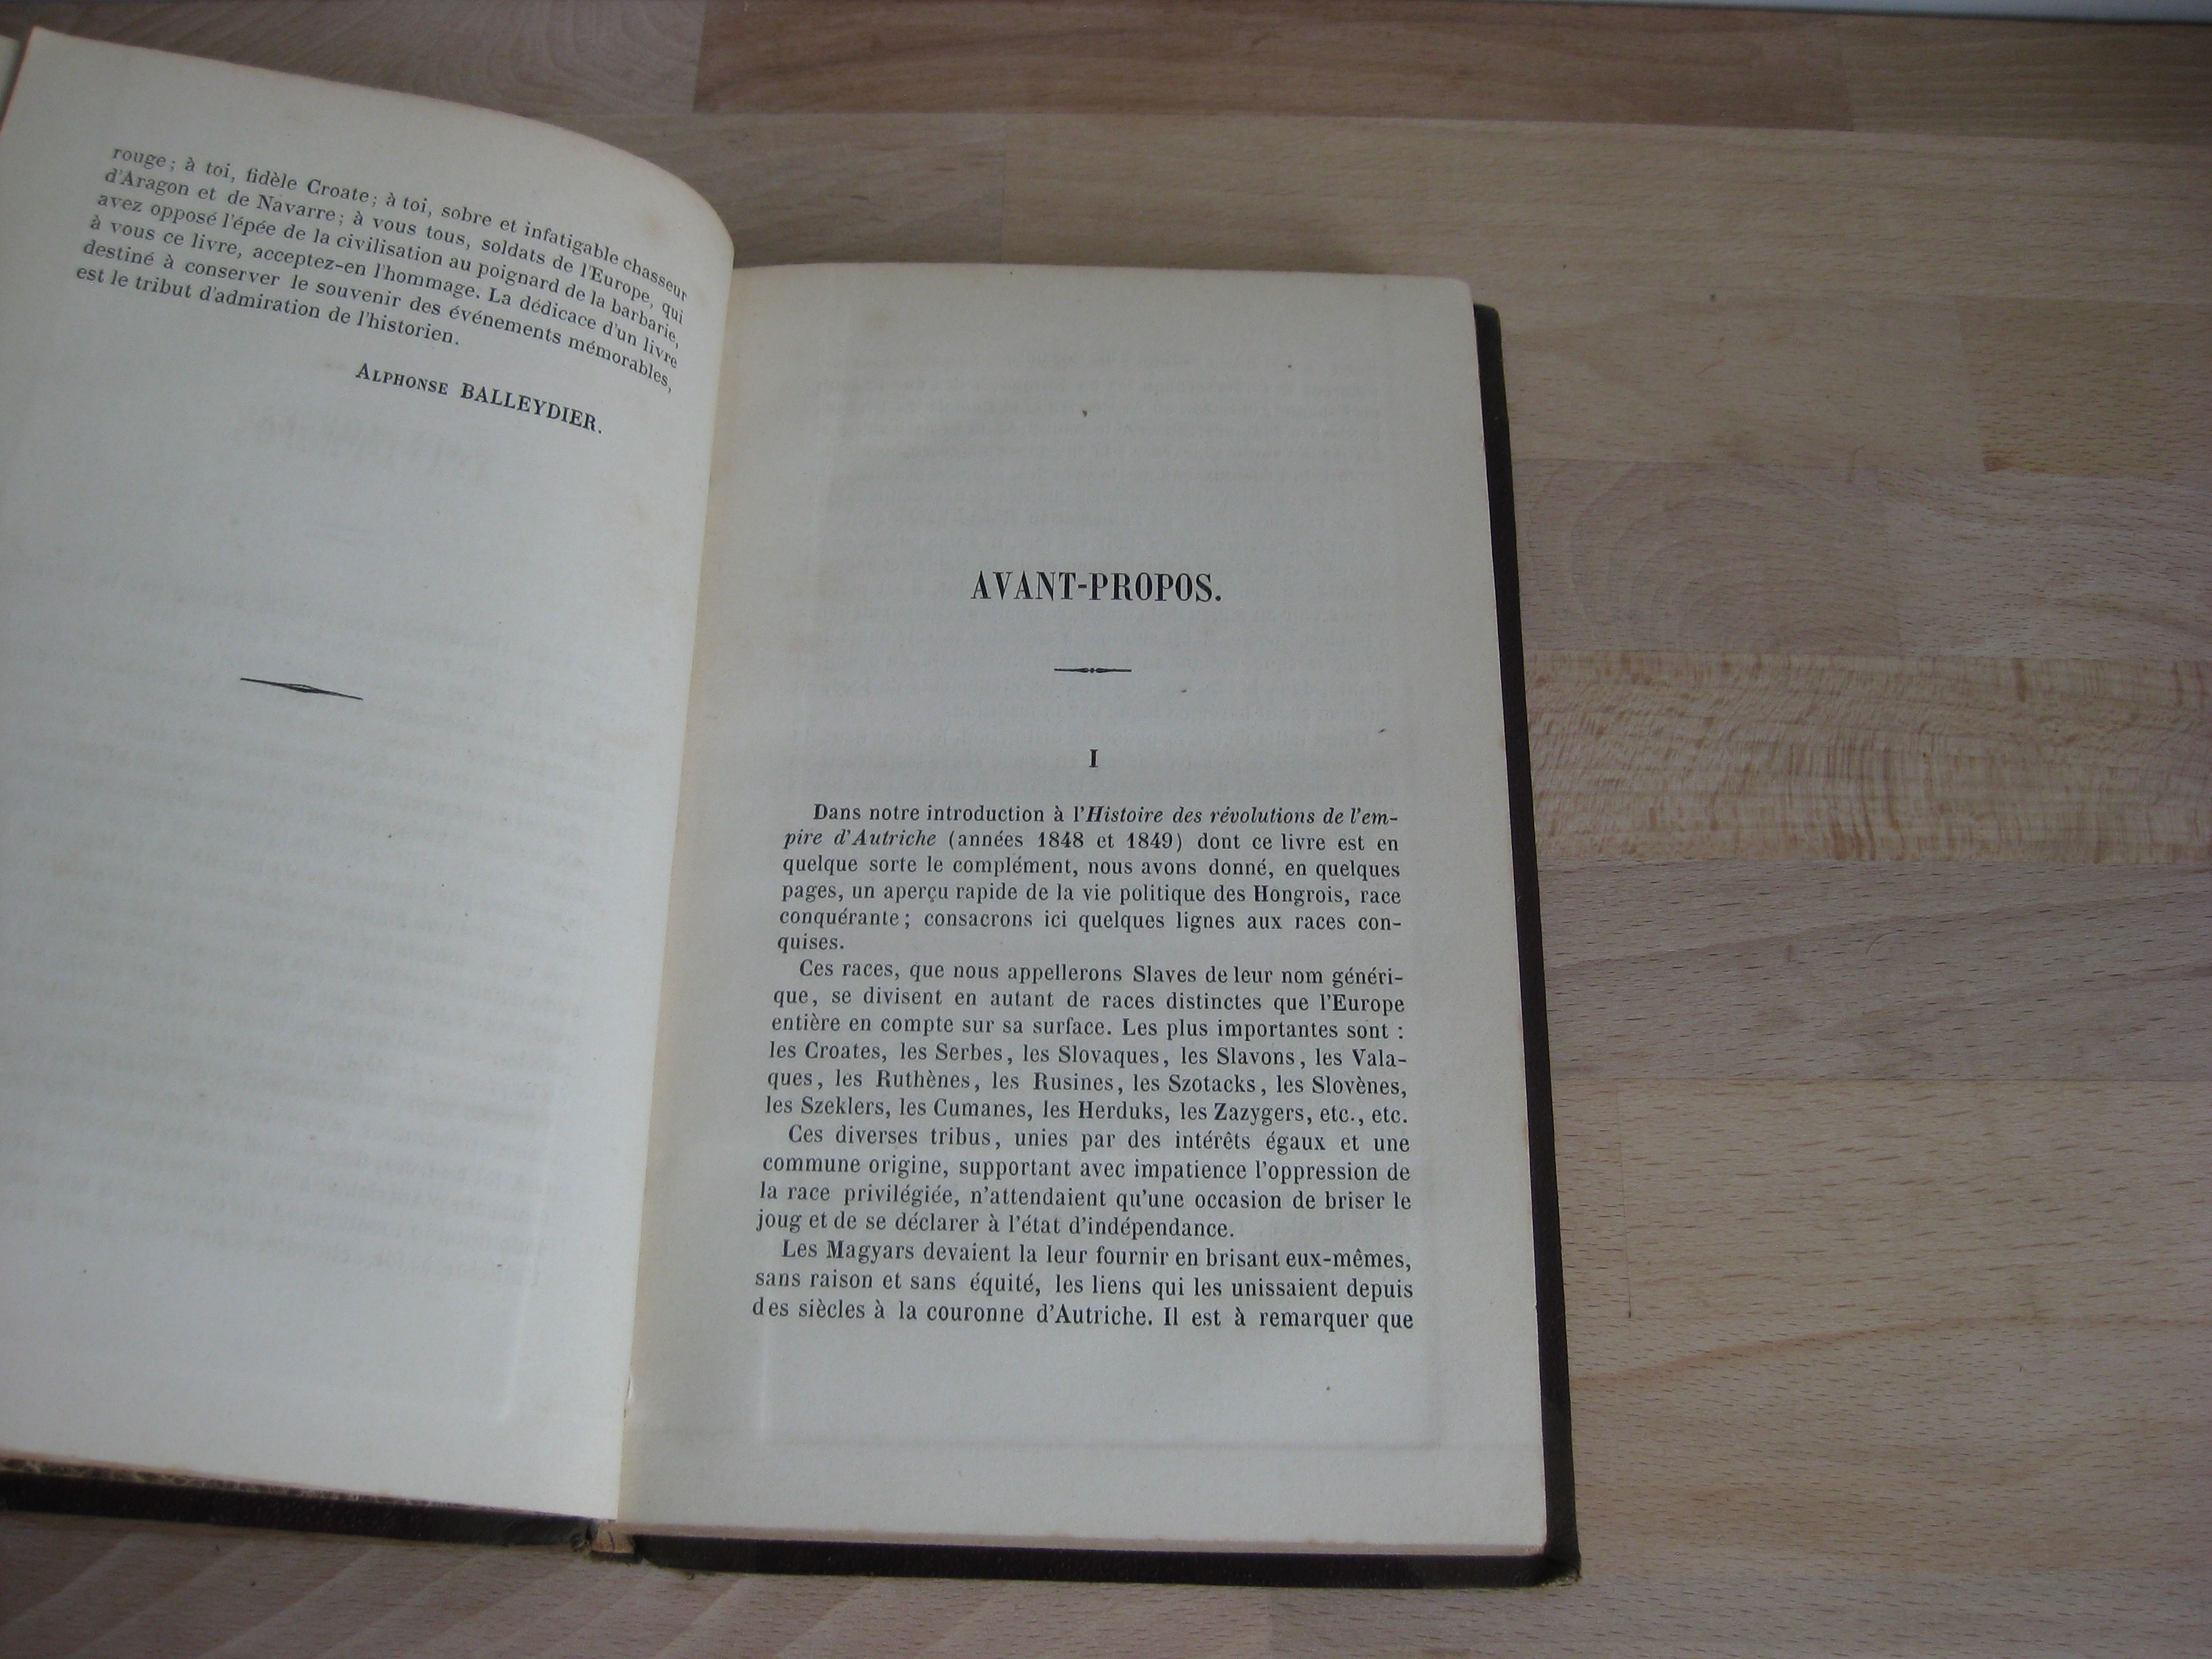 rouge; à toi, fidèle Croate; à toi, sobre et infatigable chasseur
d'Aragon et de Navarre; à vous tous, soldats de l'Europe, qui
avez opposé l'épée de la civilisation au poignard de la barbarie,
à vous ce livre, acceptez-en l'hommage. La dédicace d'un livre
destiné à conserver le souvenir des événements mémorables,
est le tribut d'admiration de l'historien.
ALPHONSE BALLEYDIER.
AVANT-PROPOS.
I
Dans notre introduction à l'Histoire des révolutions de l'em-
pire d'Autriche (années 1848 et 1849) dont ce livre est en
quelque sorte le complément, nous avons donné, en quelques
pages, un aperçu rapide de la vie politique des Hongrois, race
conquérante; consacrons ici quelques lignes aux races con-
quises.
Ces races, que nous appellerons Slaves de leur nom généri-
que, se divisent en autant de races distinctes que l'Europe
entière en compte sur sa surface. Les plus importantes sont :
les Croates, les Serbes, les Slovaques, les Slavons, les Vala-
ques, les Ruthènes, les Rusines, les Szotacks, les Slovènes,
les Szeklers, les Cumanes, les Herduks, les Zazygers, etc., etc.
Ces diverses tribus, unies par des intérêts égaux et une
commune origine, supportant avec impatience l'oppression de
la race privilégiée, n'attendaient qu'une occasion de briser le
joug et de se déclarer à l'état d'indépendance.
Les Magyars devaient la leur fournir en brisant eux-mêmes,
sans raison et sans équité, les liens qui les unissaient depuis
des siècles à la couronne d'Autriche. Il est à remarquer que